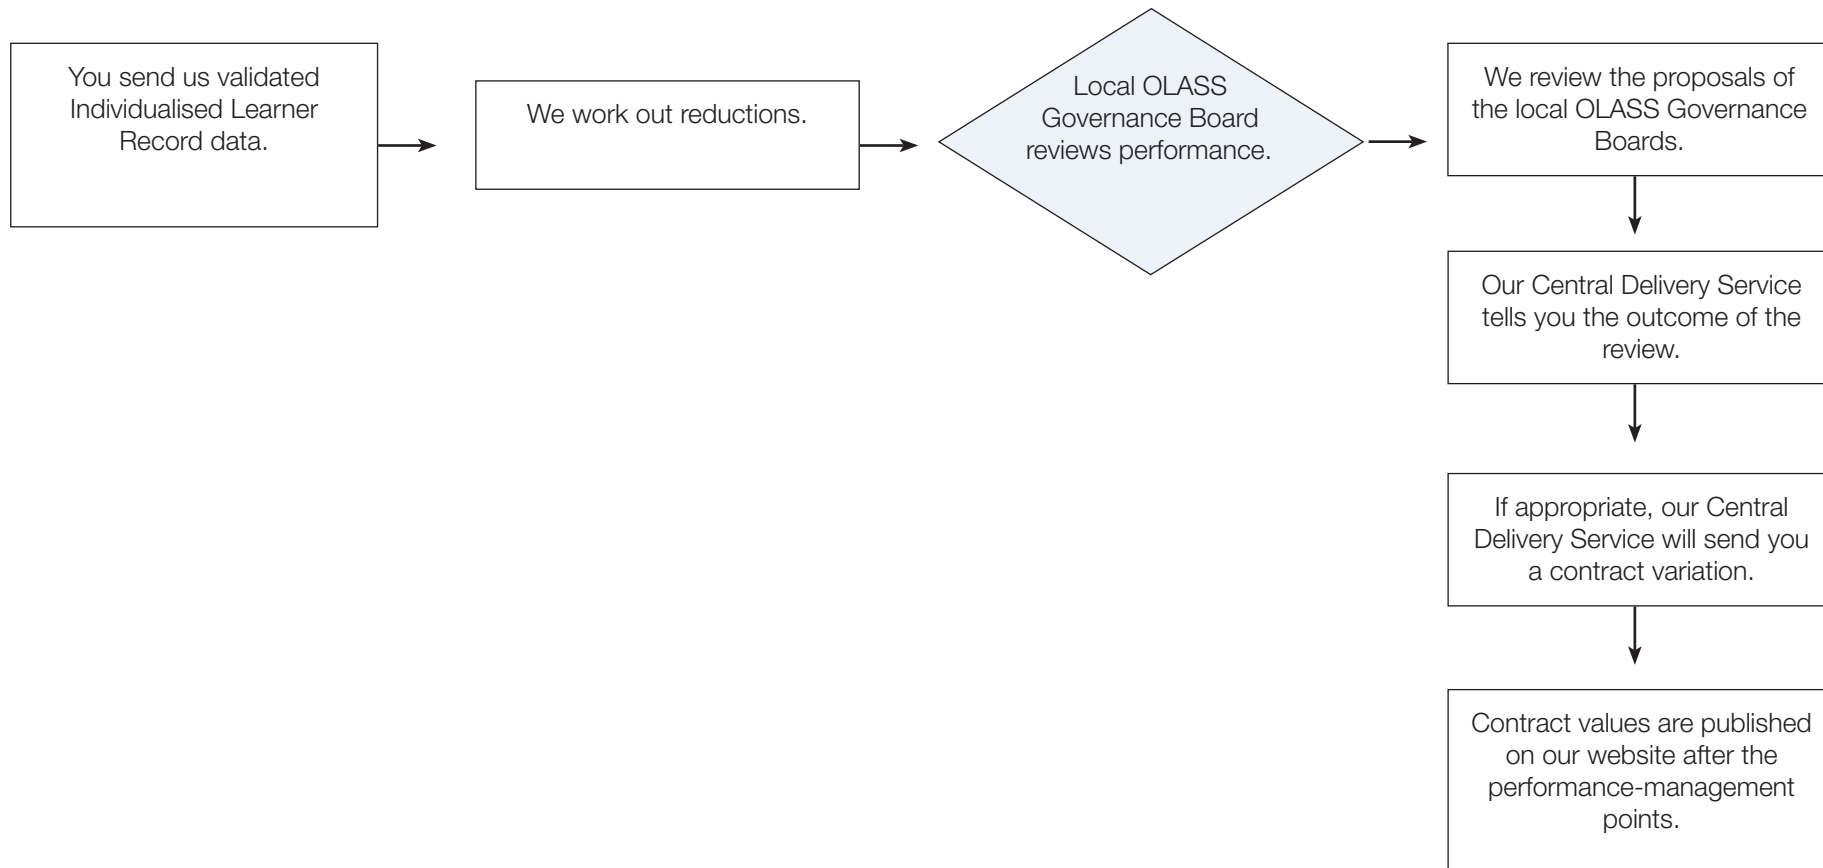 You send us validated
Individualised Learner
Record data.
We work out reductions.
Local OLASS
Governance Board
reviews performance.
We review the proposals of
the local OLASS Governance
Boards.
Our Central Delivery Service
tells you the outcome of the
review.
If appropriate, our Central
Delivery Service will send you
a contract variation.
Contract values are published
on our website after the
performance-management
points.